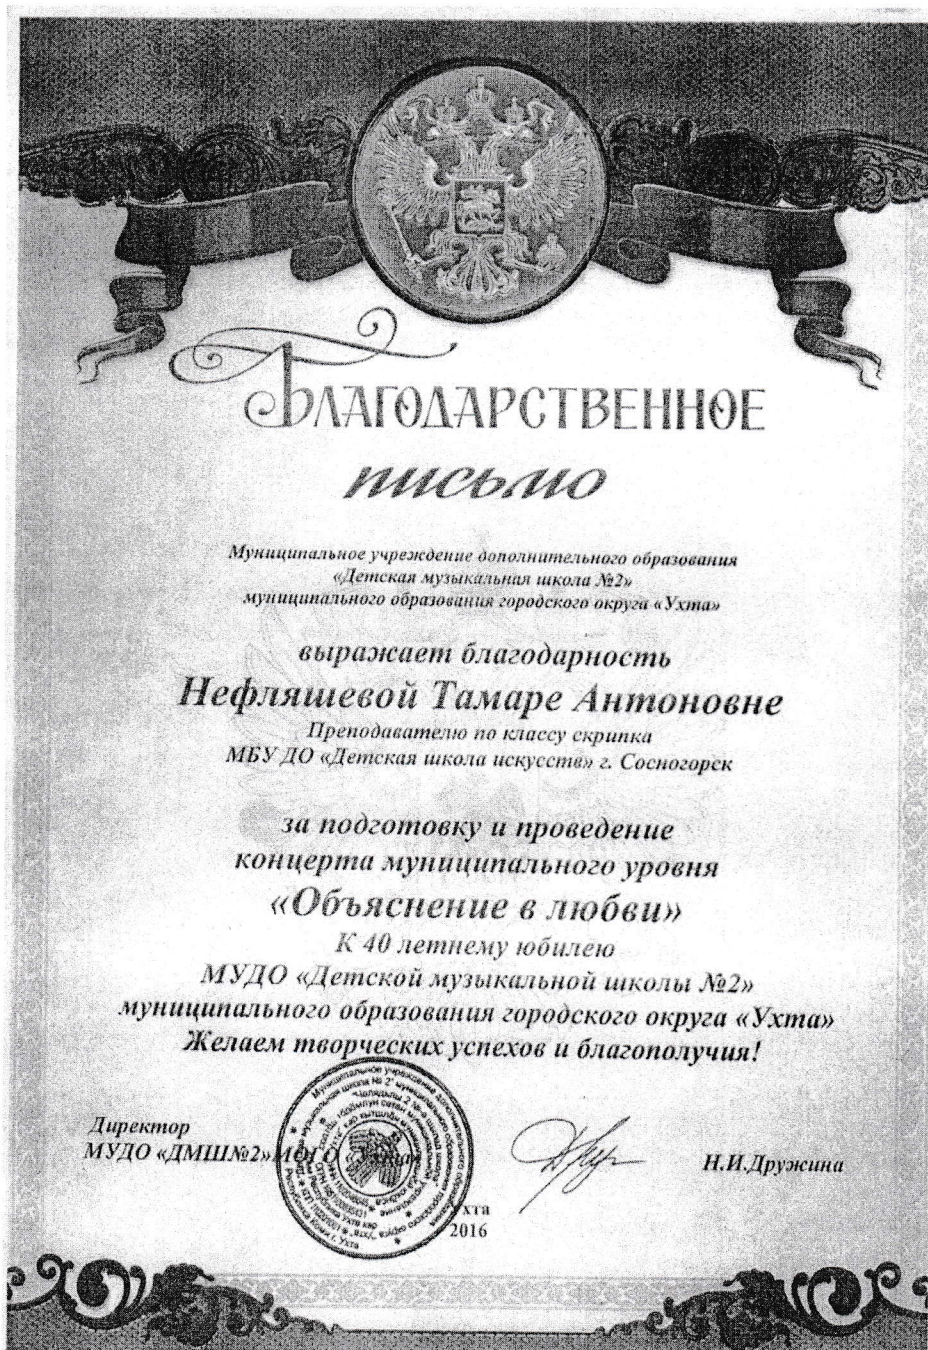 Благодарственное
письмо
Муниципальное учреждение дополнительного образования
«Детская музыкальная школа №2»
муниципального образования городского округа «Ухта»
выражает благодарность
Нефляшевой Тамаре Антоновне
Преподавателю по классу скрипка
МБУ ДО «Детская школа искусств» г. Сосногорск
за подготовку и проведение
концерта муниципального уровня
«Объяснение в любви»
К 40 летнему юбилею
МУДО «Детской музыкальной школы №2»
муниципального образования городского округа «Ухта»
Желаем творческих успехов и благополучия!
Директор
МУДО «ДМШ№2» МОГО «Ухта»
Н.И.Дружина
Ухта
2016